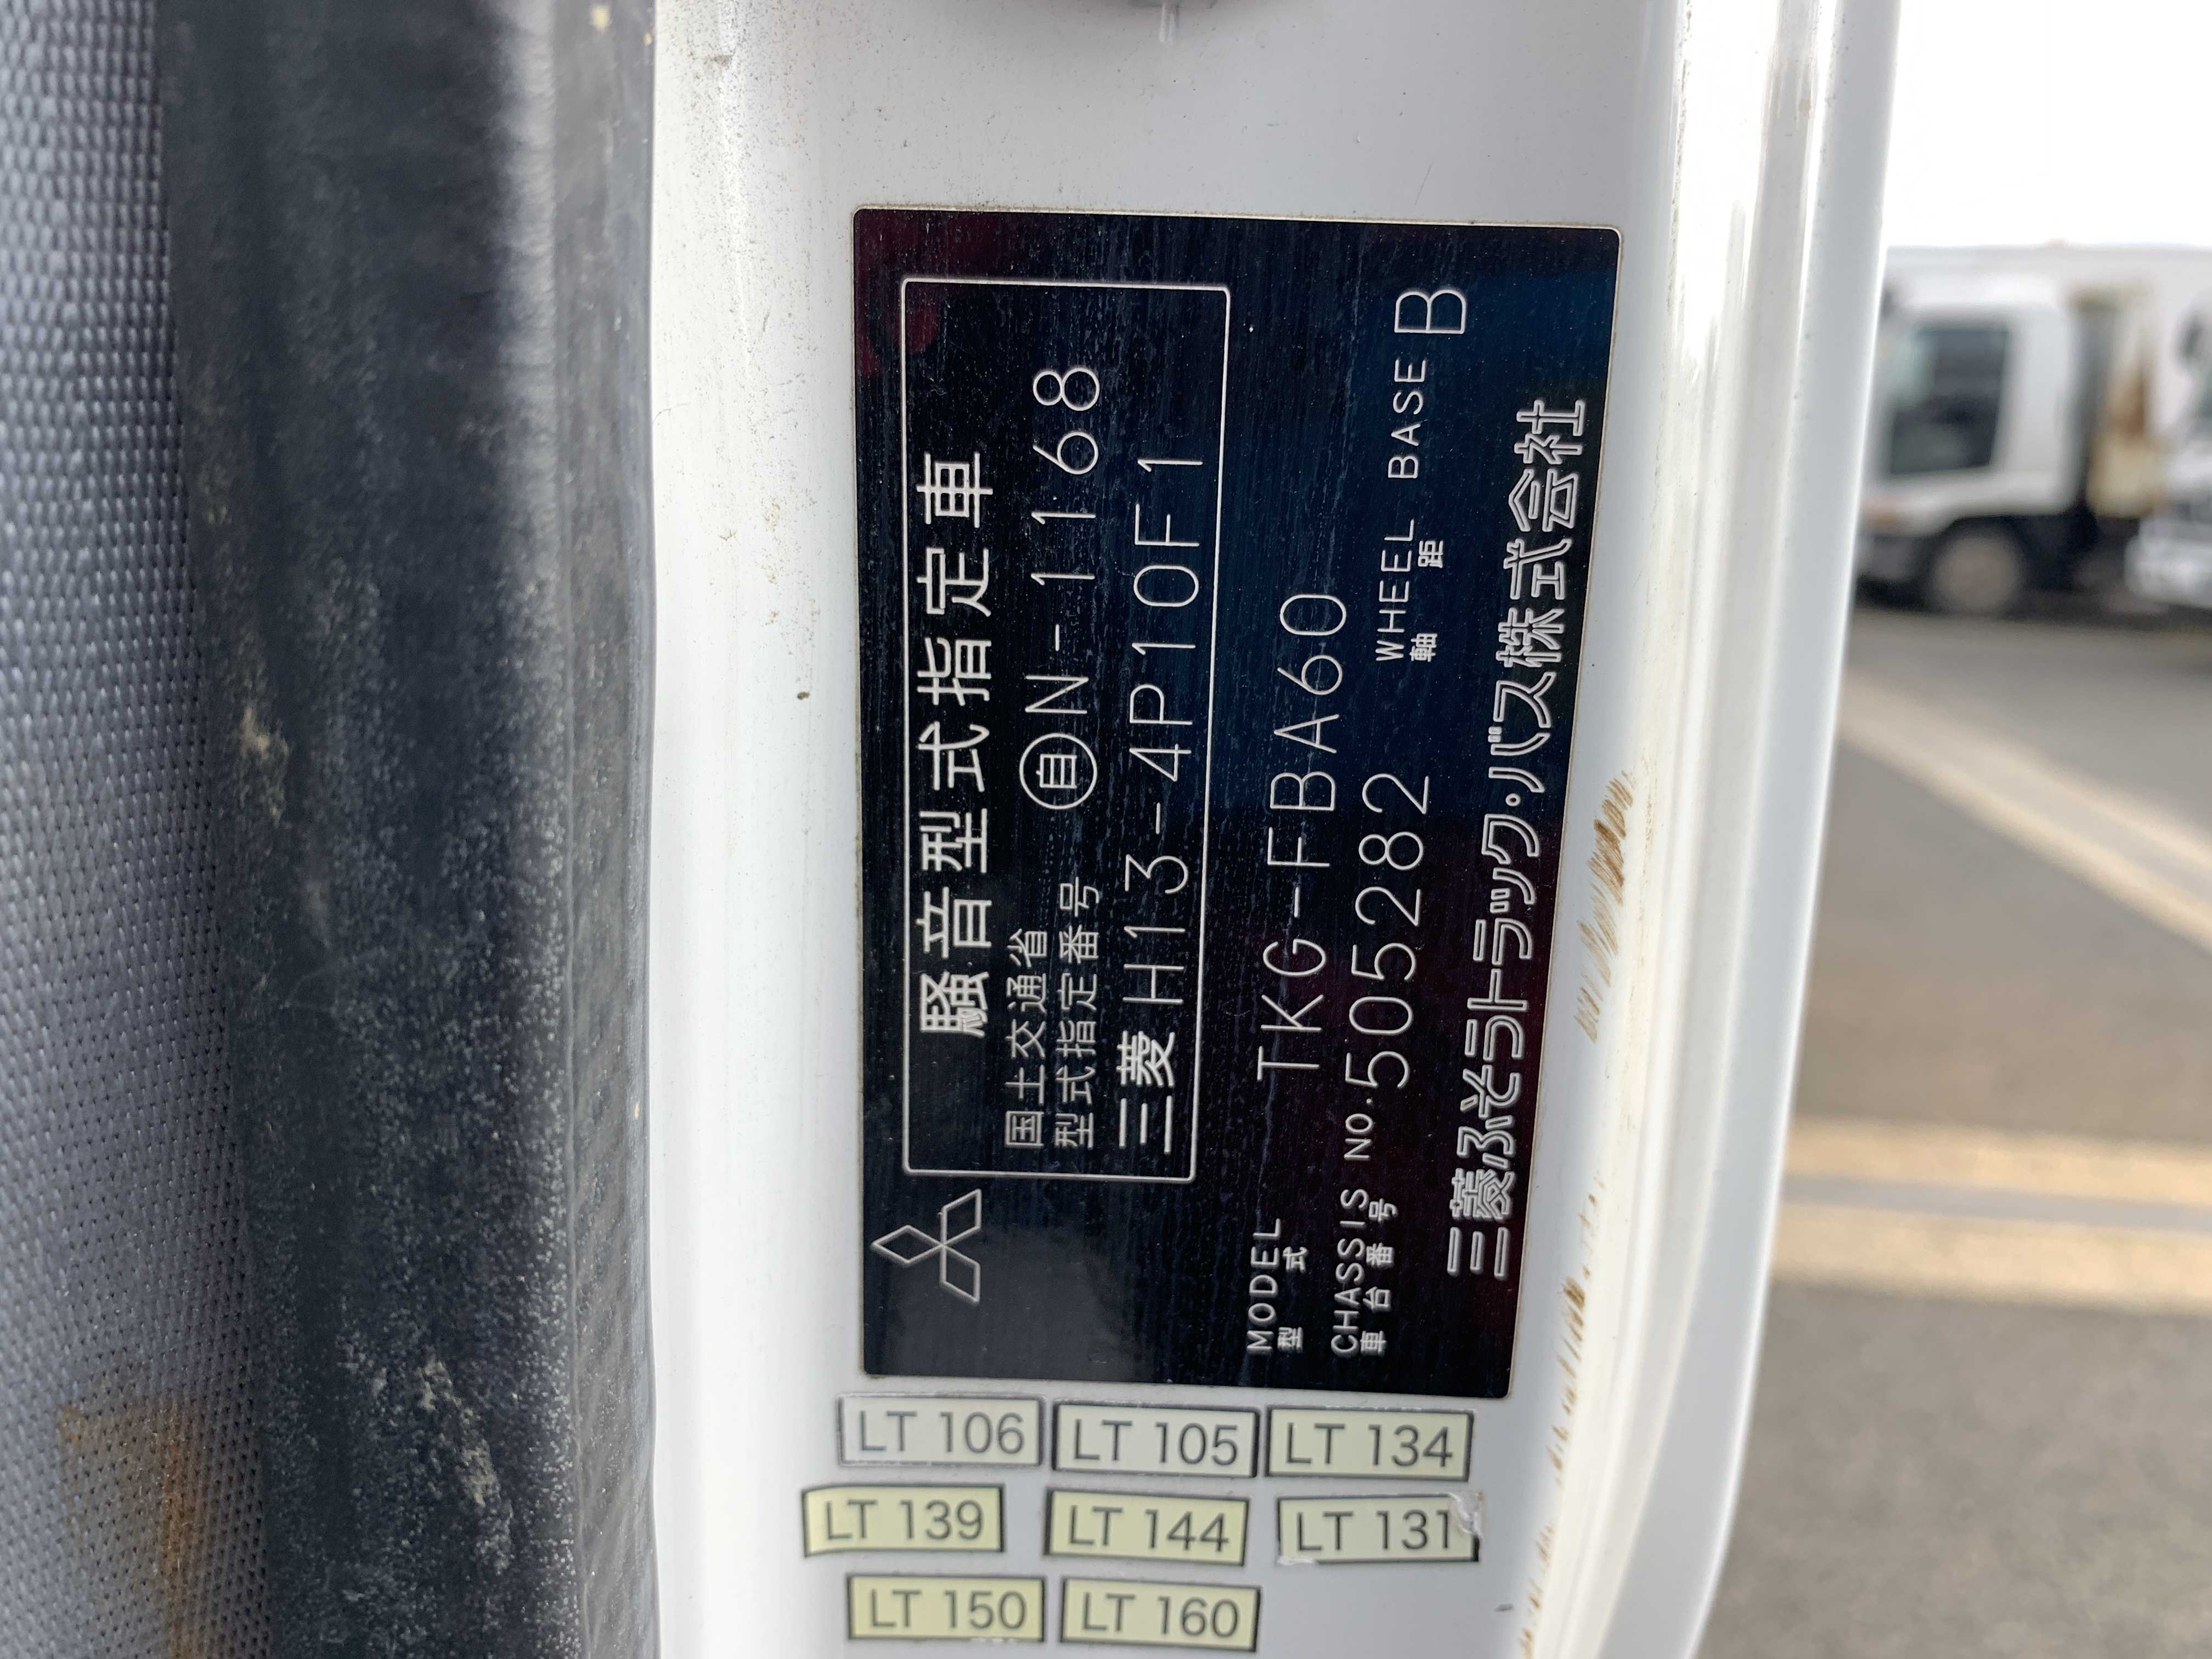 騒音型式指定車
国土交通省
型式指定番号 ㊀N-1168
三菱 H13-4P10F1
MODEL
型式 TKG-FBA60
CHASSIS NO. 505282
車台番号
WHEEL BASE B
軸距
三菱ふそうトラック・バス株式会社
LT 106 LT 105 LT 134
LT 139 LT 144 LT 131
LT 150 LT 160